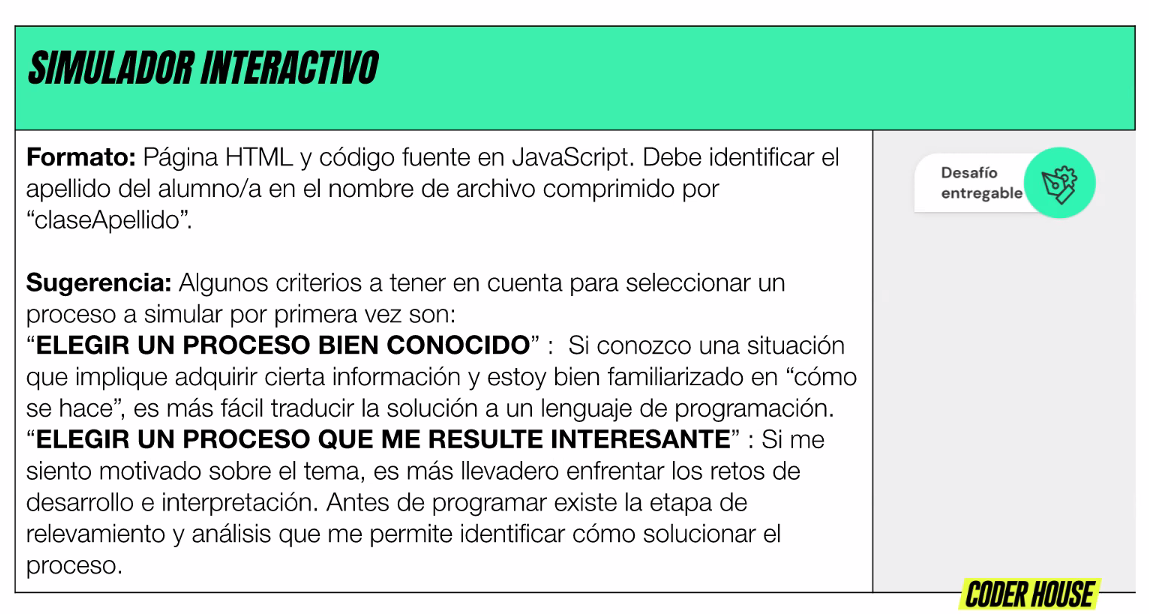 SIMULADOR INTERACTIVO
Formato: Página HTML y código fuente en JavaScript. Debe identificar el
apellido del alumno/a en el nombre de archivo comprimido por
“claseApellido”.
Sugerencia: Algunos criterios a tener en cuenta para seleccionar un
proceso a simular por primera vez son:
“ELEGIR UN PROCESO BIEN CONOCIDO” : Si conozco una situación
que implique adquirir cierta información y estoy bien familiarizado en “cómo
se hace”, es más fácil traducir la solución a un lenguaje de programación.
“ELEGIR UN PROCESO QUE ME RESULTE INTERESANTE” : Si me
siento motivado sobre el tema, es más llevadero enfrentar los retos de
desarrollo e interpretación. Antes de programar existe la etapa de
relevamiento y análisis que me permite identificar cómo solucionar el
proceso.
Desafío
entregable
CODER HOUSE